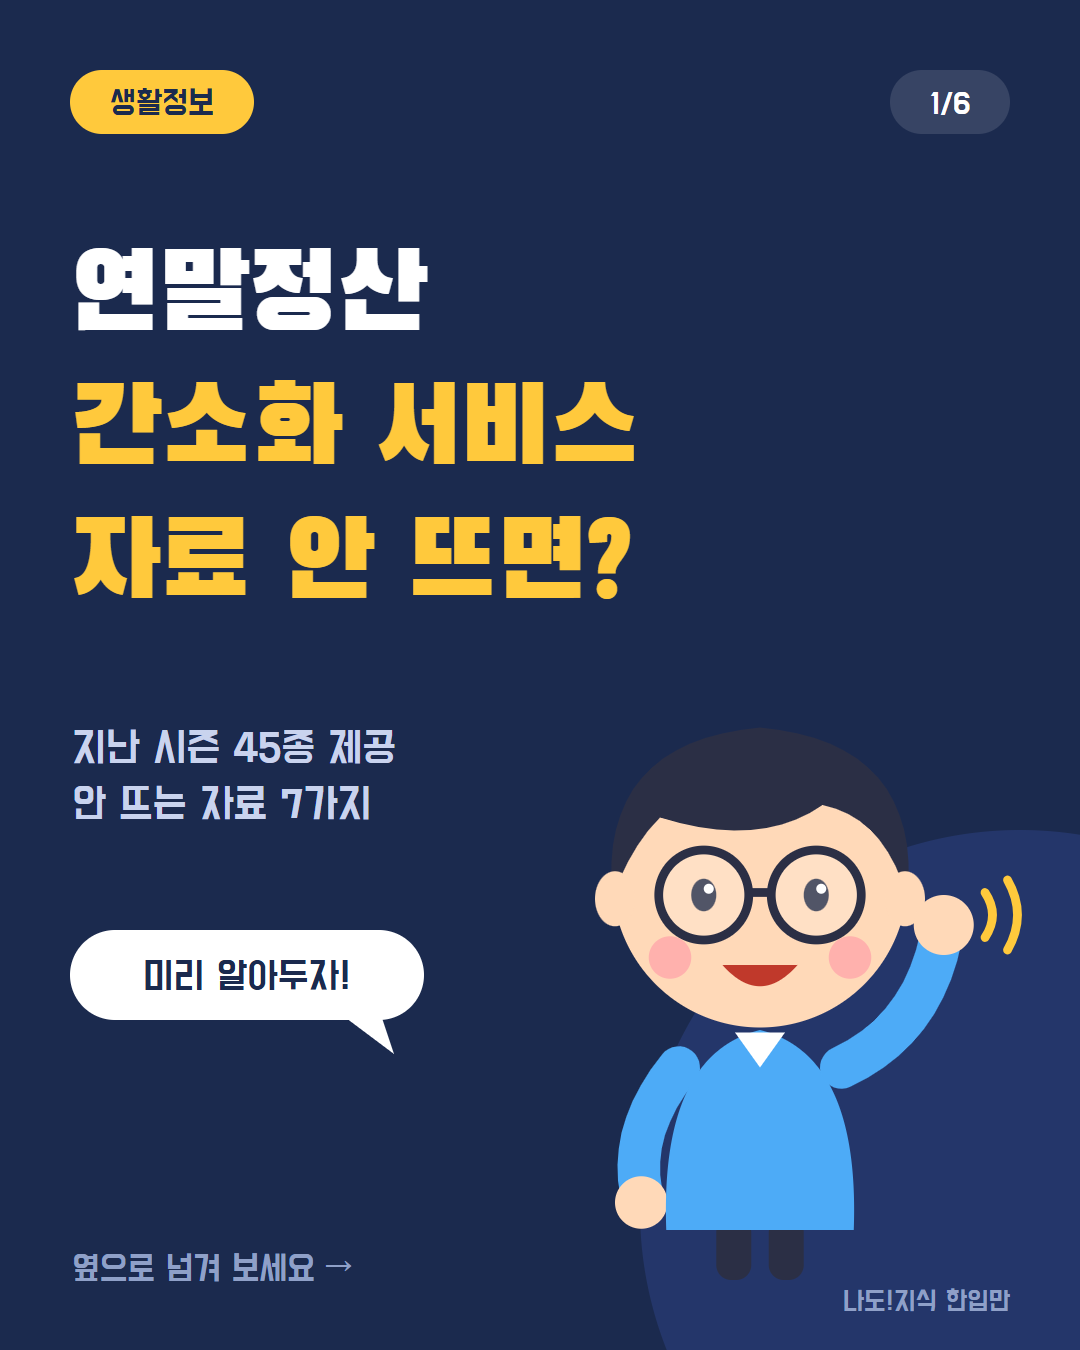 생활정보
1/6
연말정산
간소화 서비스
자료 안 뜨면?
지난 시즌 45종 제공
안 뜨는 자료 7가지
미리 알아두자!
옆으로 넘겨 보세요 →
나도!지식 한입만